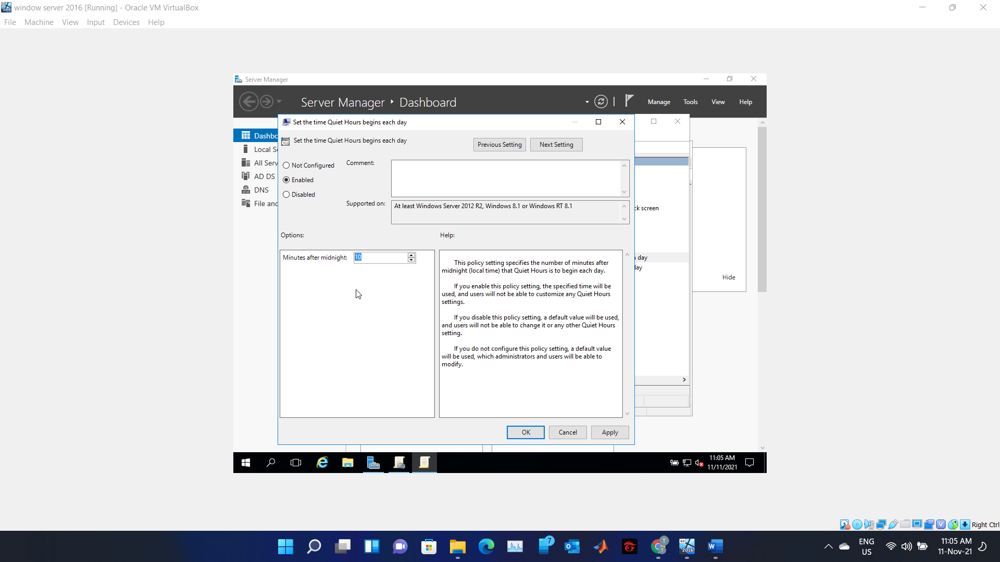 window server 2016 [Running] - Oracle VM VirtualBox
File Machine View Input Devices Help
Server Manager
Server Manager Dashboard
Manage Tools View Help
Set the time Quiet Hours begins each day
Set the time Quiet Hours begins each day
Previous Setting Next Setting
Dashbo
Local Se
All Serv
AD DS
DNS
File and
Not Configured
Enabled
Disabled
Comment:
Supported on:
At least Windows Server 2012 R2, Windows 8.1 or Windows RT 8.1
Options:
Help:
Minutes after midnight: 10
This policy setting specifies the number of minutes after
midnight (local time) that Quiet Hours is to begin each day.
If you enable this policy setting, the specified time will be
used, and users will not be able to customize any Quiet Hours
settings.
If you disable this policy setting, a default value will be used,
and users will not be able to change it or any other Quiet Hours
setting.
If you do not configure this policy setting, a default value
will be used, which administrators and users will be able to
modify.
ck screen
day
lay
Hide
OK Cancel Apply
11:05 AM
11/11/2021
Right Ctrl
7
64
2016
ENG
US
11:05 AM
11-Nov-21